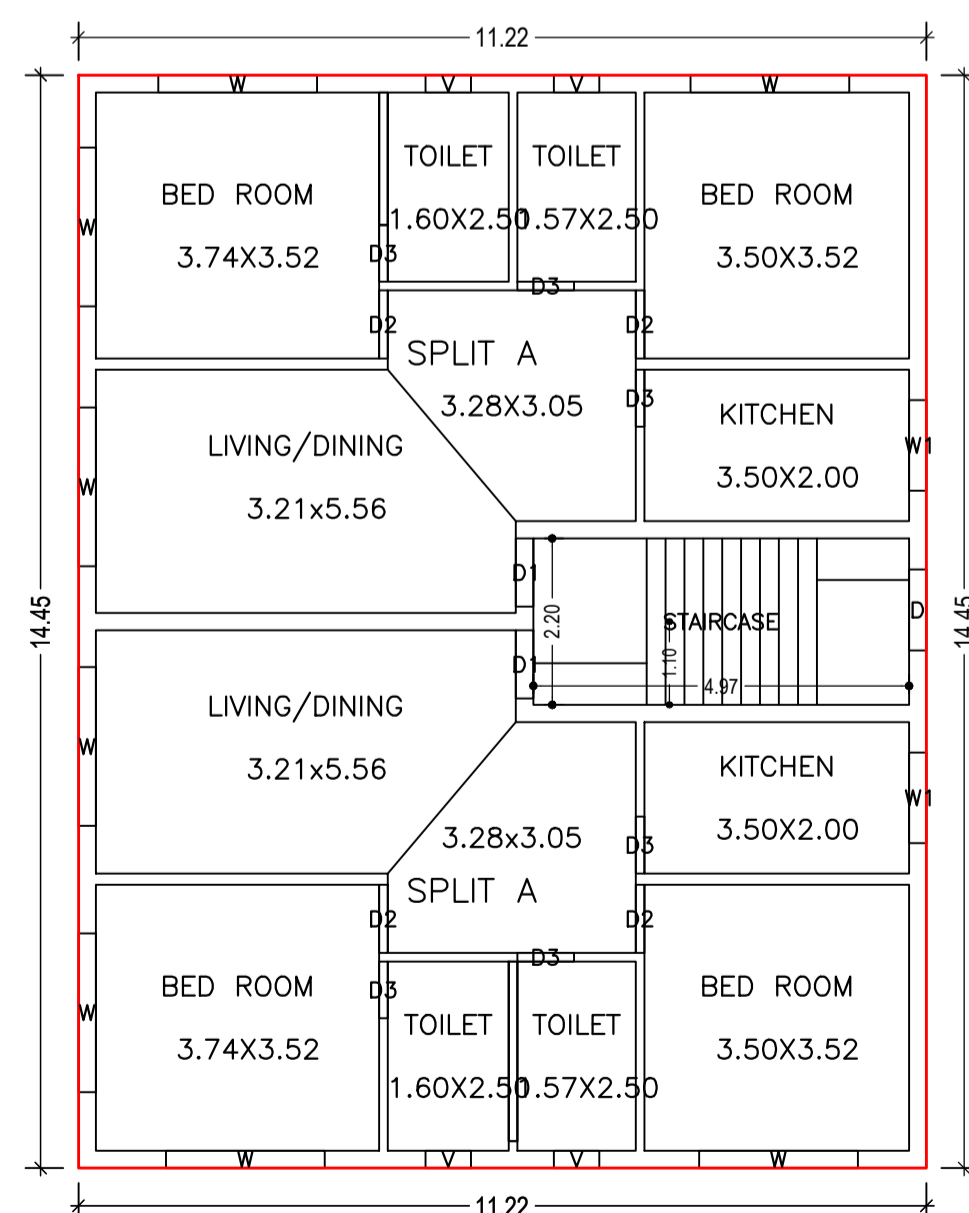 11.22
W
V
V
W
TOILET
TOILET
BED ROOM
BED ROOM
1.60X2.50
1.57X2.50
W
3.74X3.52
D3
3.50X3.52
D3
D2
D2
SPLIT A
3.28X3.05
D3
KITCHEN
LIVING/DINING
W1
3.50X2.00
W
3.21x5.56
D1
14.45
2.20
STAIRCASE
D
14.45
1.10
D1
4.97
LIVING/DINING
W
3.21x5.56
KITCHEN
W1
3.50X2.00
3.28x3.05
D3
SPLIT A
D2
D2
D3
BED ROOM
D3
BED ROOM
W
TOILET
TOILET
3.74X3.52
3.50X3.52
1.60X2.50
1.57X2.50
W
V
V
W
11.22